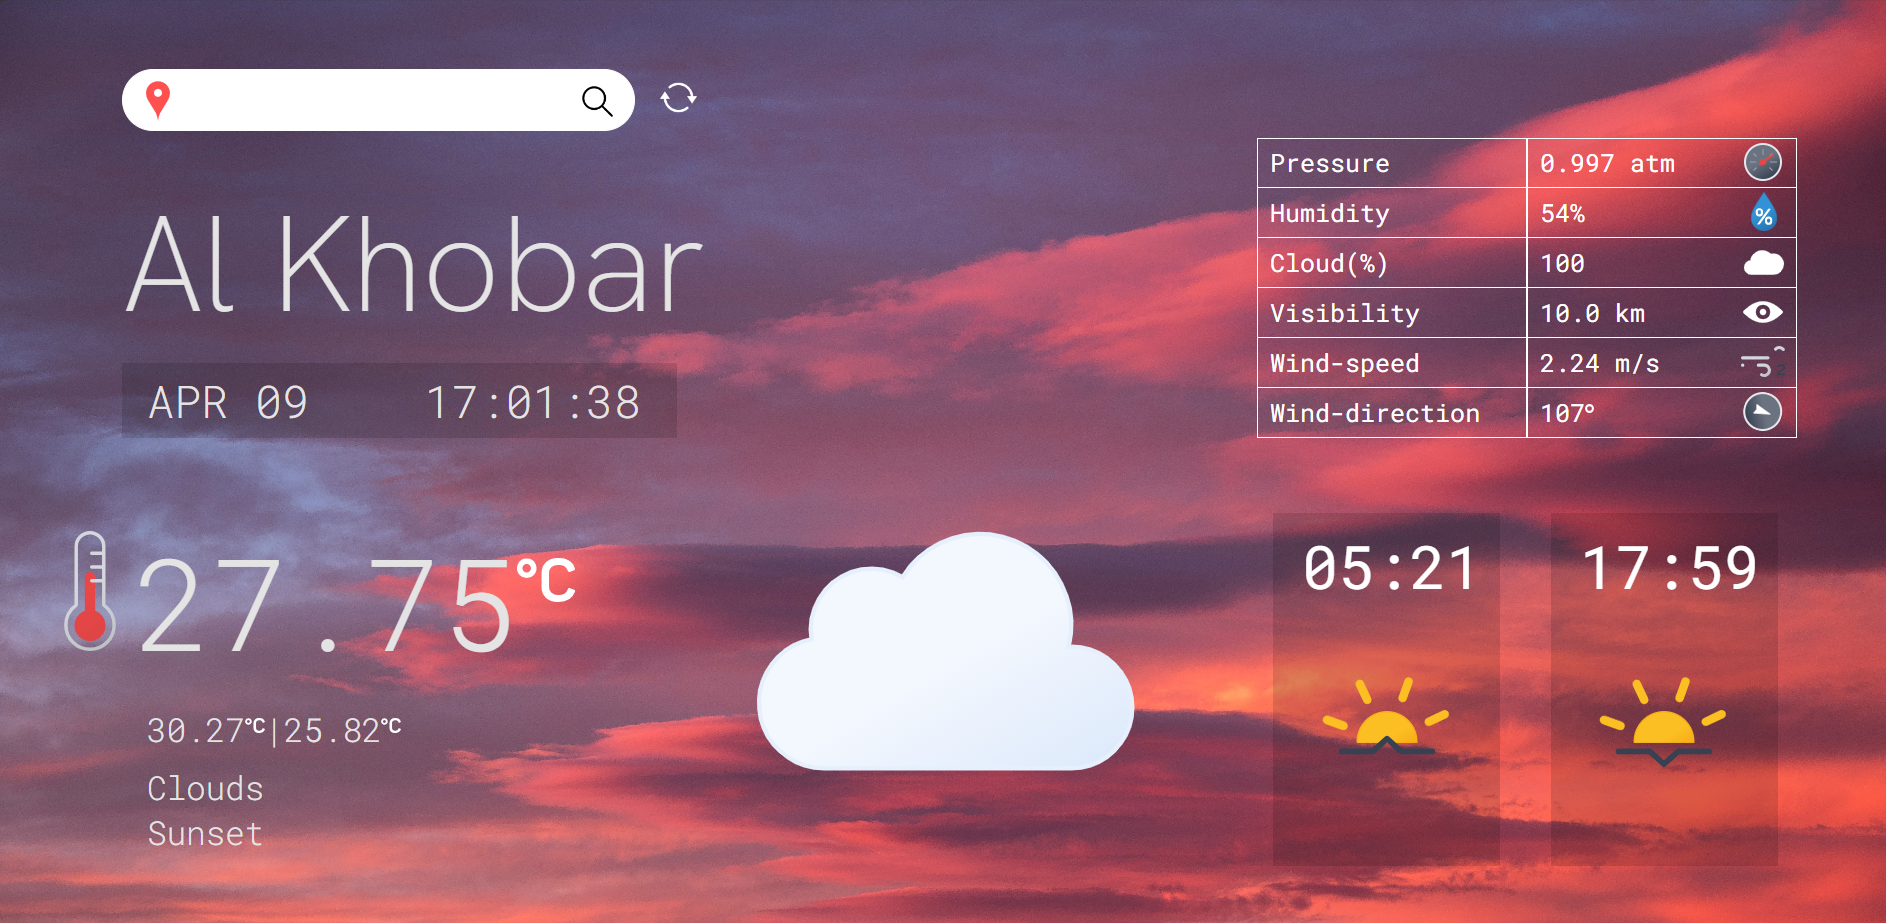 Al Khobar
APR 09 17:01:38
27.75°C
30.27°C|25.82°C
Clouds
Sunset
Pressure 0.997 atm
Humidity 54% %
Cloud(%) 100
Visibility 10.0 km
Wind-speed 2.24 m/s
Wind-direction 107°
05:21 17:59